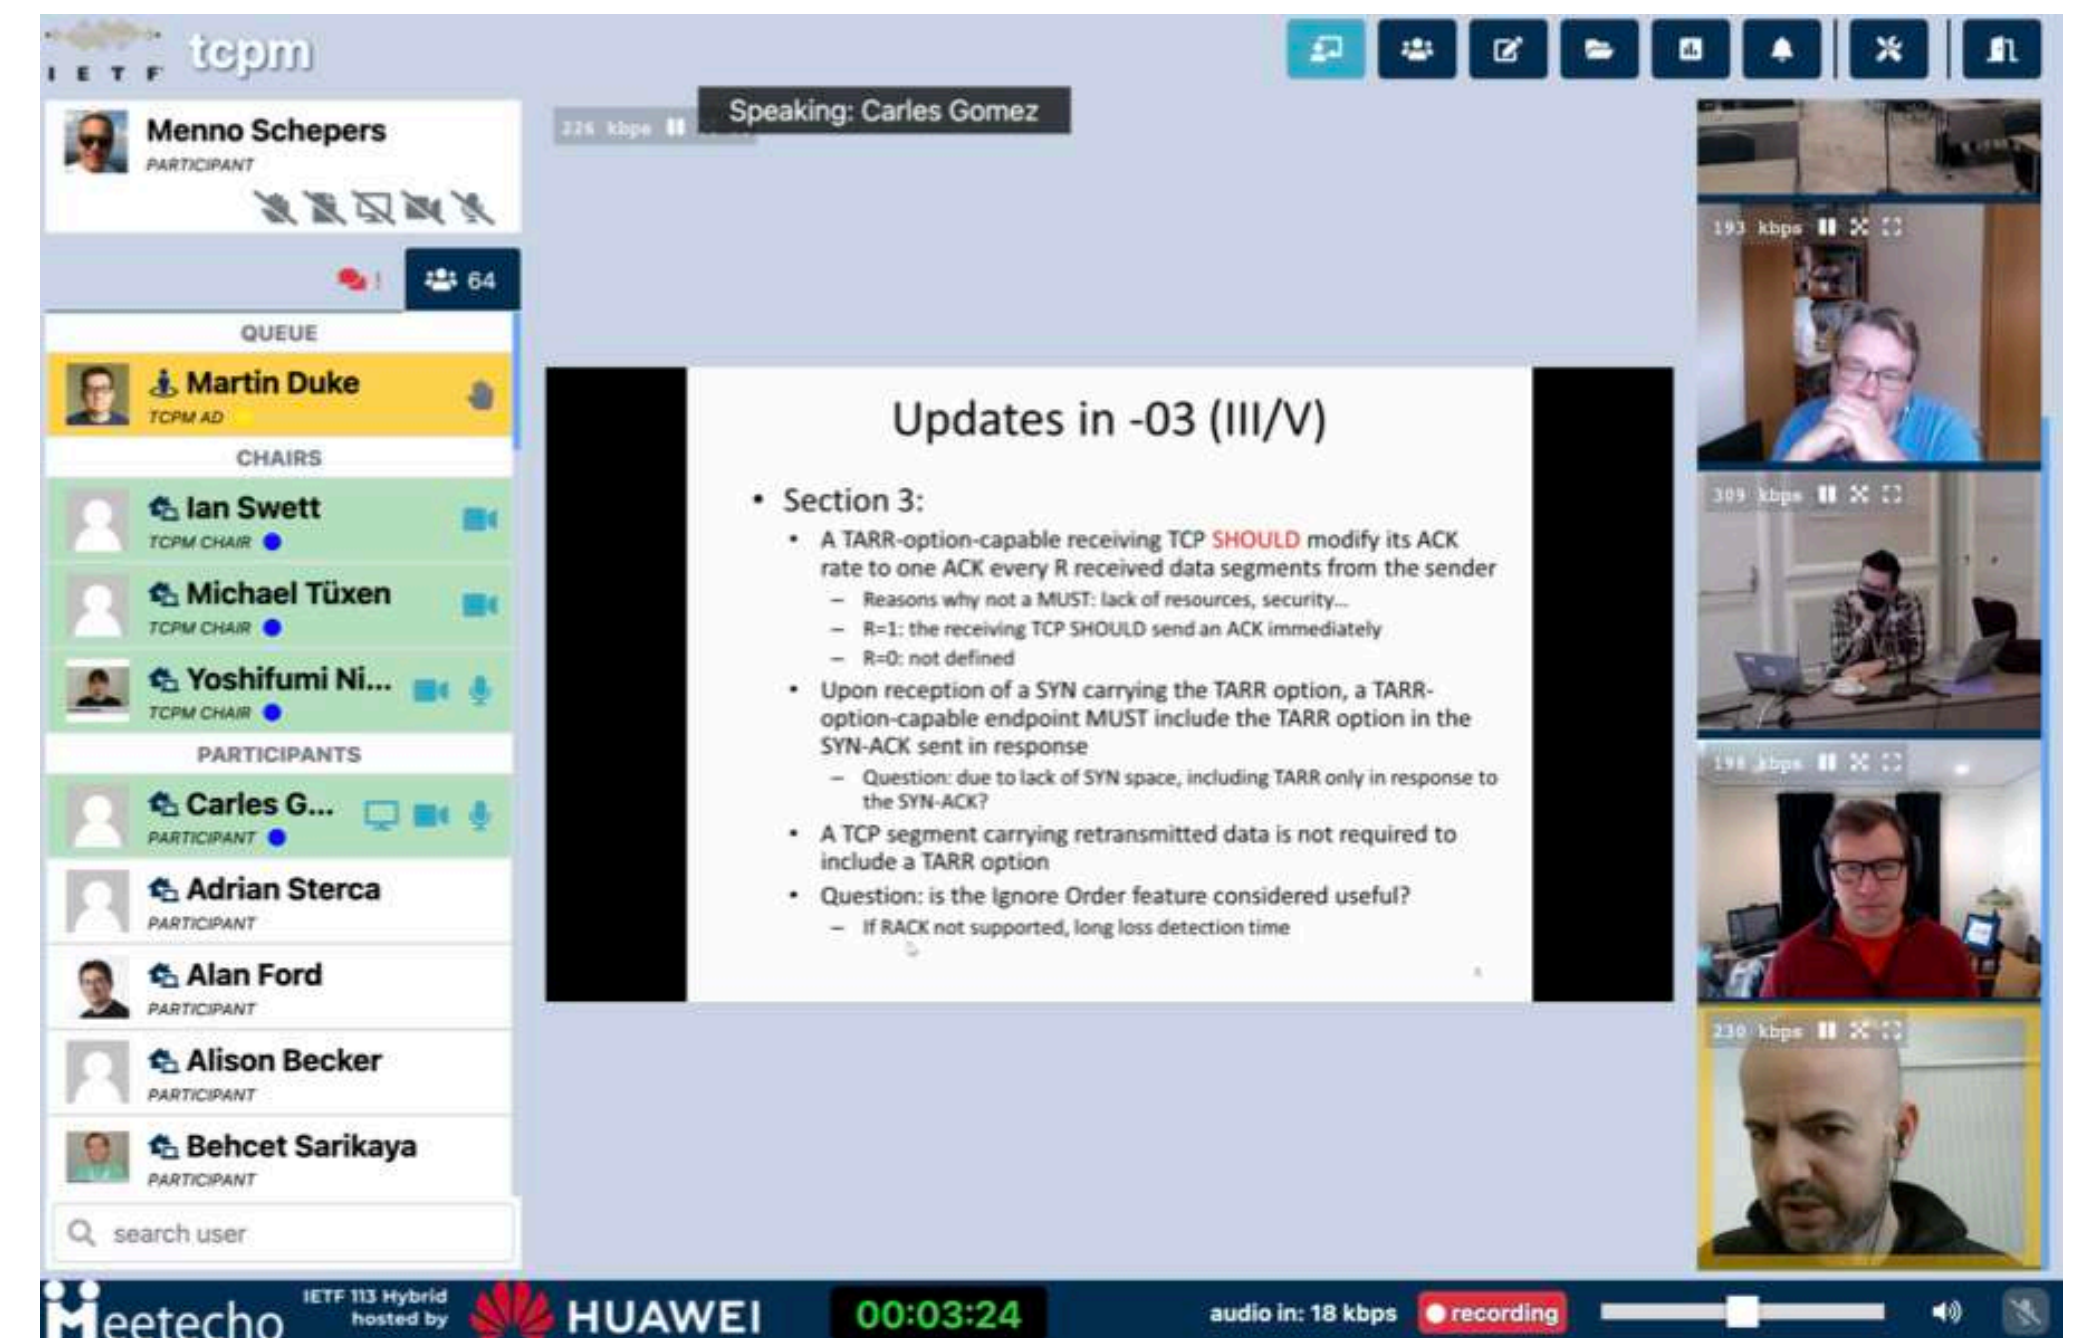 IETF
tcpm
Speaking: Carles Gomez
226 kbps
Menno Schepers
PARTICIPANT
! 64
QUEUE
Martin Duke
TCPM AD
CHAIRS
Ian Swett
TCPM CHAIR
Michael Tüxen
TCPM CHAIR
Yoshifumi Ni...
TCPM CHAIR
PARTICIPANTS
Carles G...
PARTICIPANT
Adrian Sterca
PARTICIPANT
Alan Ford
PARTICIPANT
Alison Becker
PARTICIPANT
Behcet Sarikaya
PARTICIPANT
search user
Updates in -03 (III/V)
• Section 3:
• A TARR-option-capable receiving TCP SHOULD modify its ACK
rate to one ACK every R received data segments from the sender
– Reasons why not a MUST: lack of resources, security…
– R=1: the receiving TCP SHOULD send an ACK immediately
– R=0: not defined
• Upon reception of a SYN carrying the TARR option, a TARR-
option-capable endpoint MUST include the TARR option in the
SYN-ACK sent in response
– Question: due to lack of SYN space, including TARR only in response to
the SYN-ACK?
• A TCP segment carrying retransmitted data is not required to
include a TARR option
• Question: is the Ignore Order feature considered useful?
– If RACK not supported, long loss detection time
193 kbps
309 kbps
198 kbps
230 kbps
Meetecho
IETF 113 Hybrid
hosted by
HUAWEI
00:03:24
audio in: 18 kbps
recording